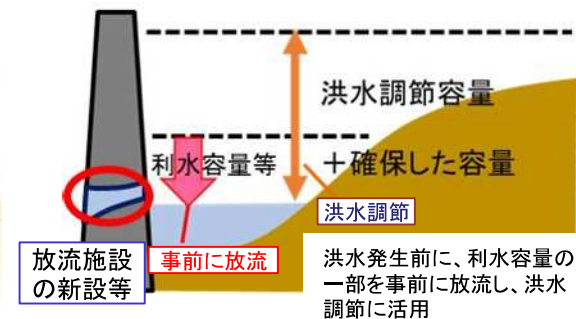 洪水調節容量
利水容量等
＋確保した容量
洪水調節
放流施設
の新設等
事前に放流
洪水発生前に、利水容量の
一部を事前に放流し、洪水
調節に活用